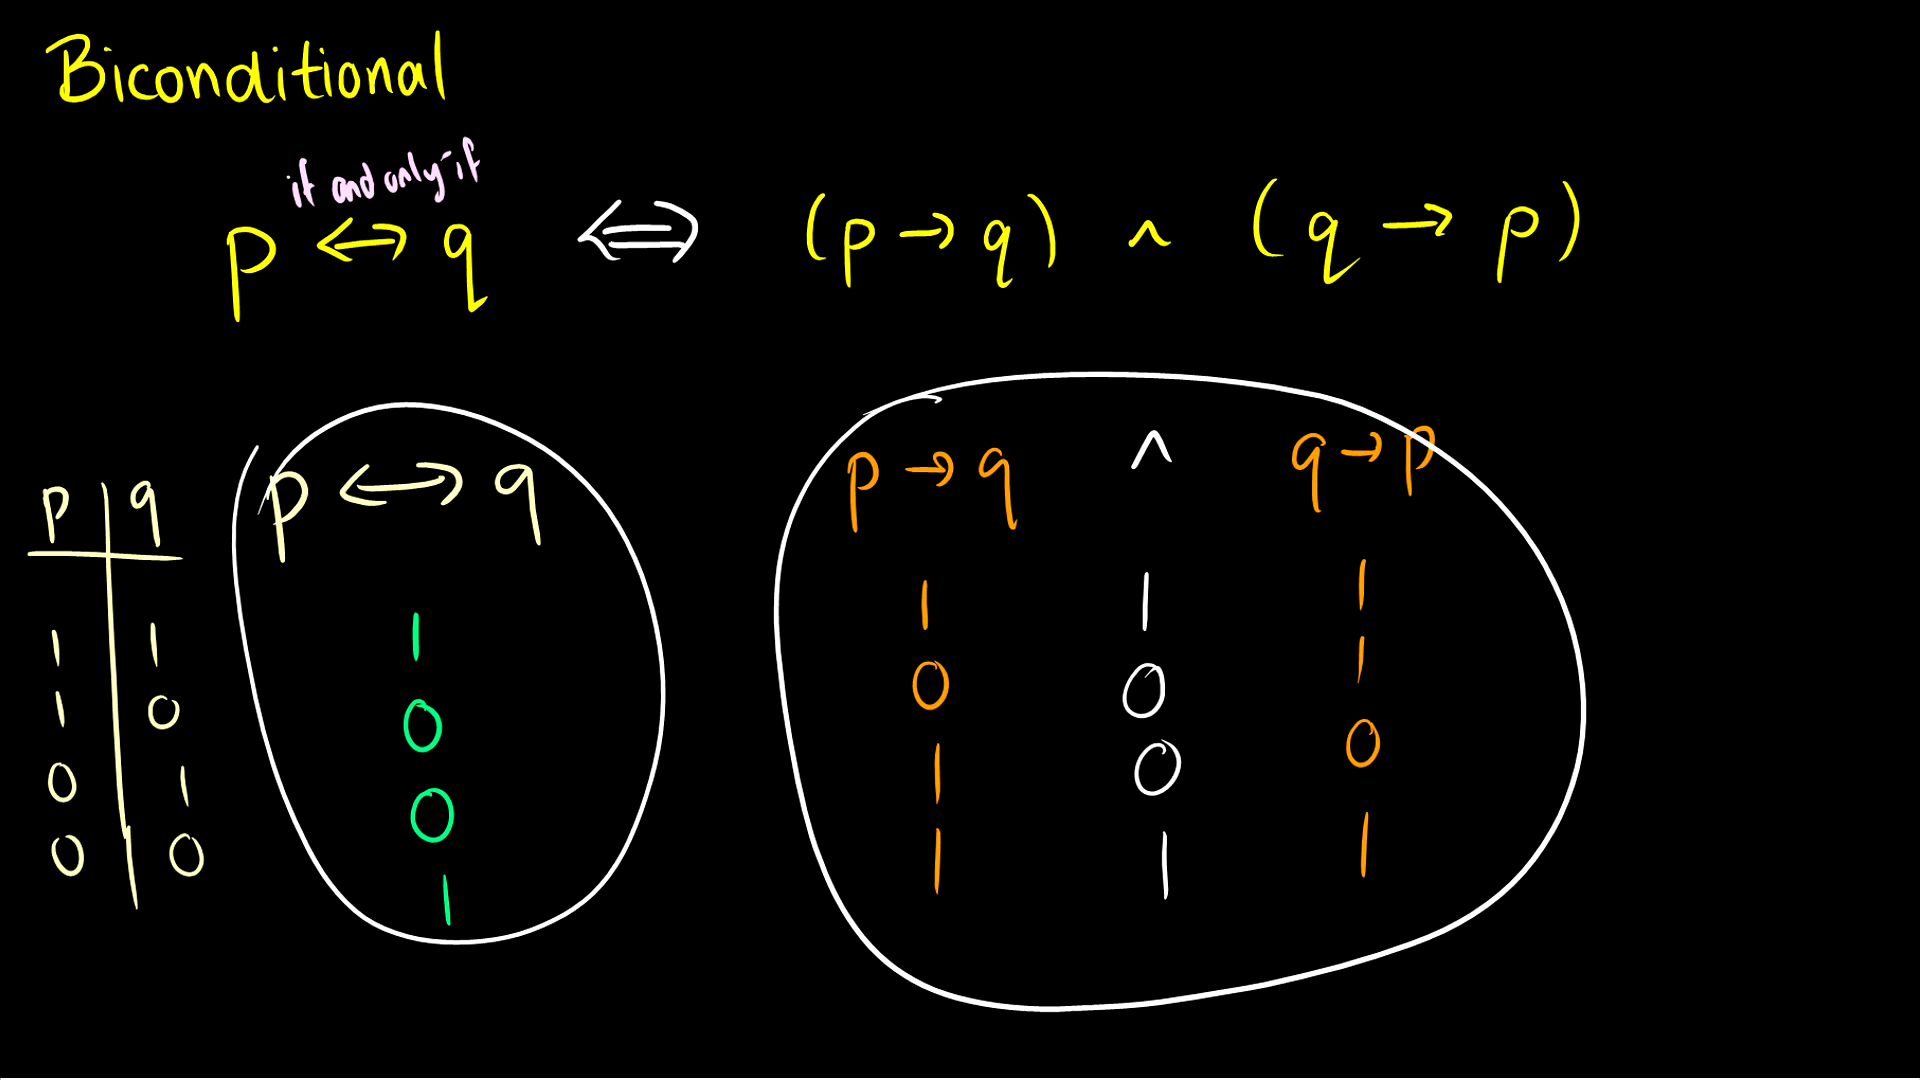 Biconditional
if and only if
p ↔ q ⇔ (p → q) ∧ (q → p)
p q p ↔ q p → q ∧ q → p
1 1 1 1 1 1
1 0 0 0 0 1
0 1 0 1 0 0
0 0 1 1 1 1